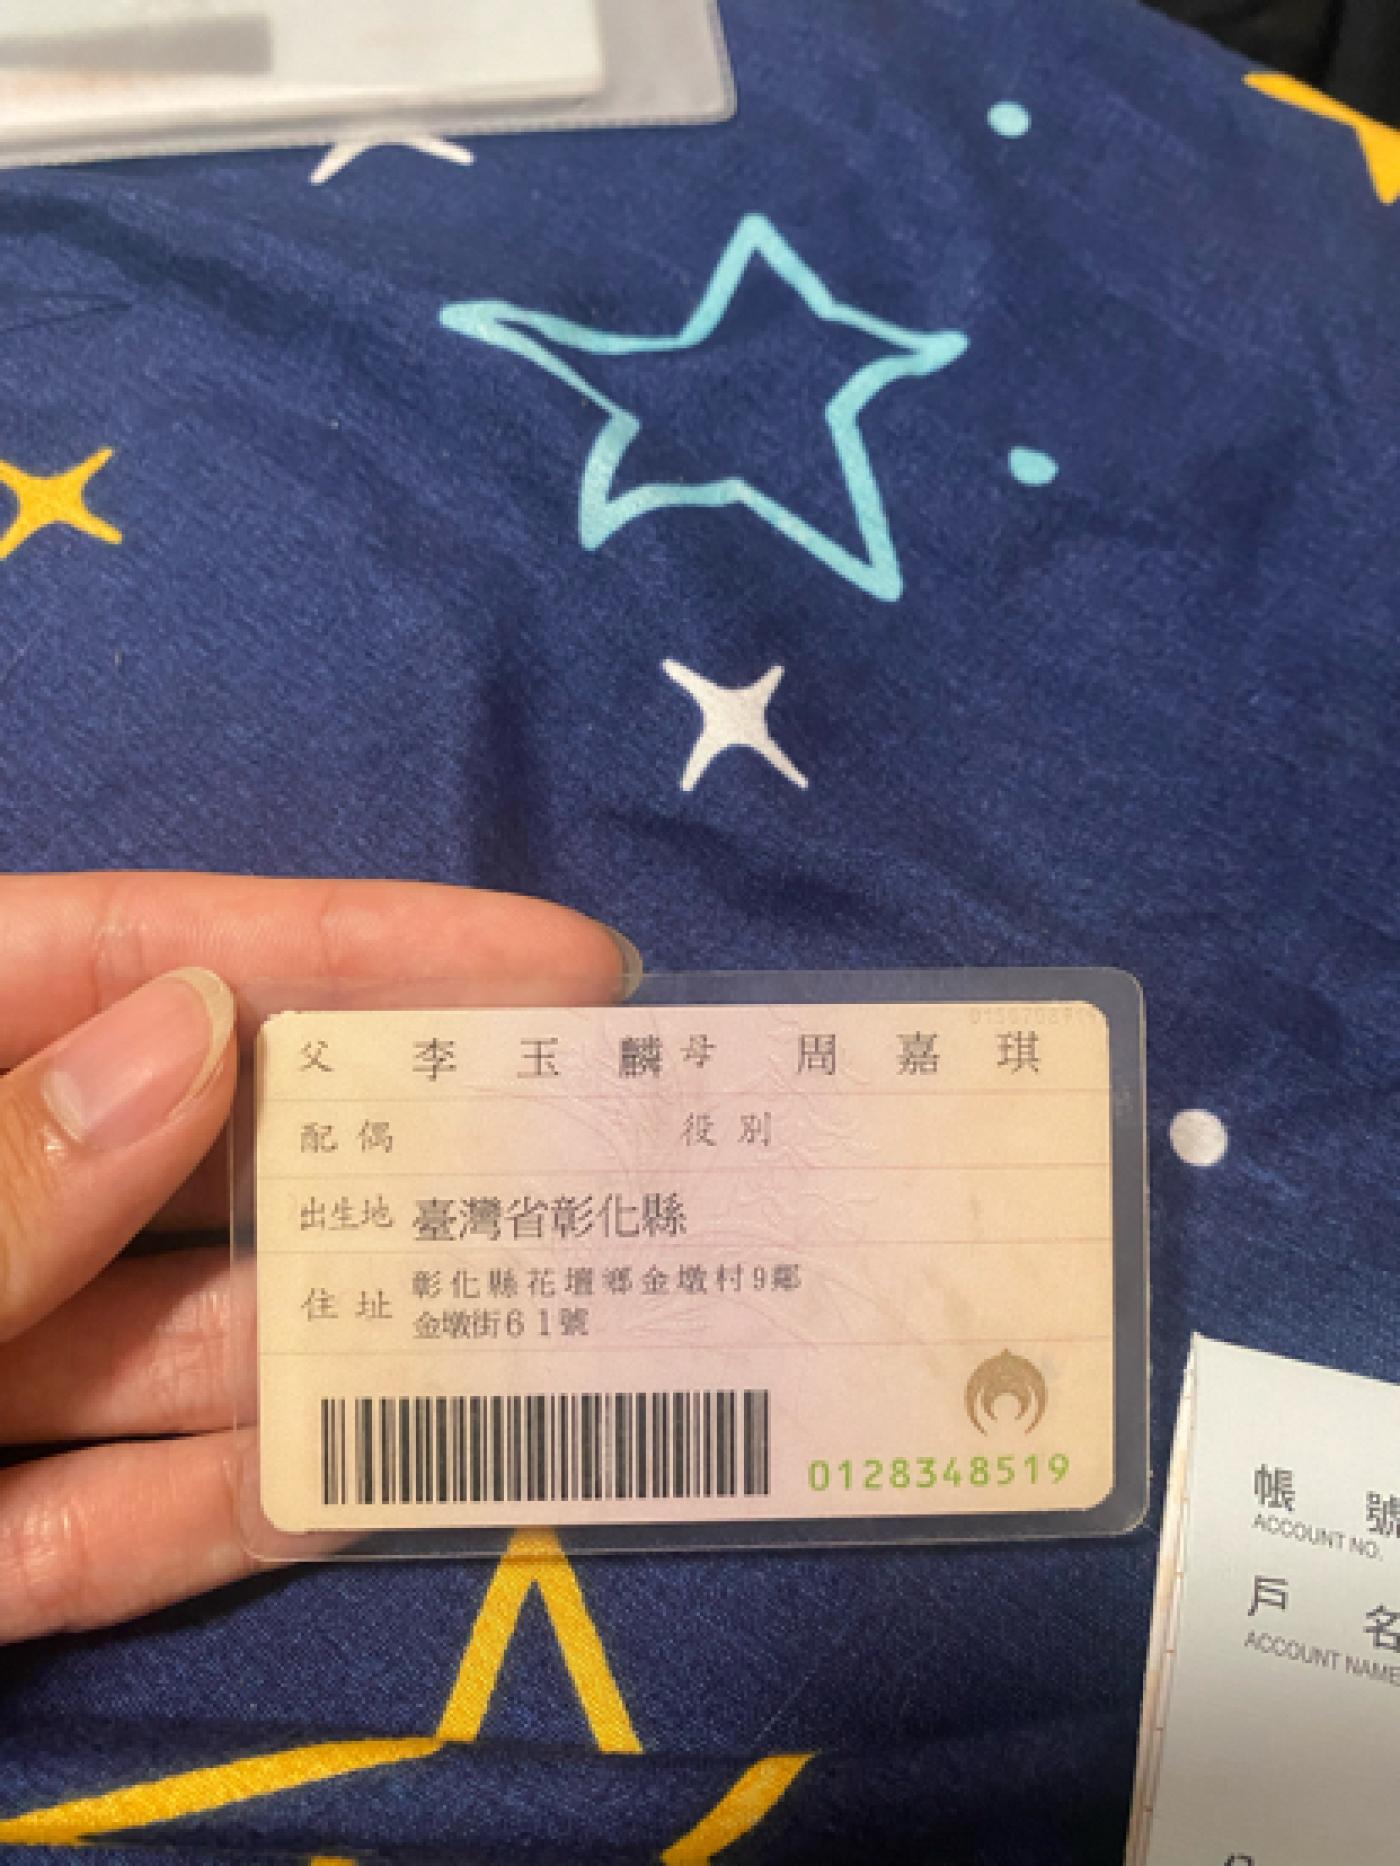 父 李 玉 麟 母 周 嘉 琪
配 偶 役 別
出生地 臺灣省彰化縣
住 址 彰化縣花壇鄉金墩村9鄰
金墩街61號
0128348519
帳 號
ACCOUNT NO.
戶 名
ACCOUNT NAME